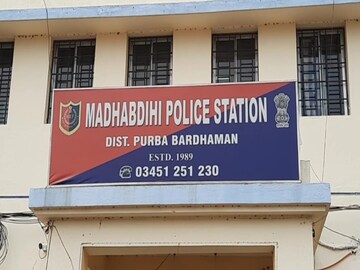 MADHABDIHI POLICE STATION
DIST. PURBA BARDHAMAN
ESTD. 1989
03451 251 230